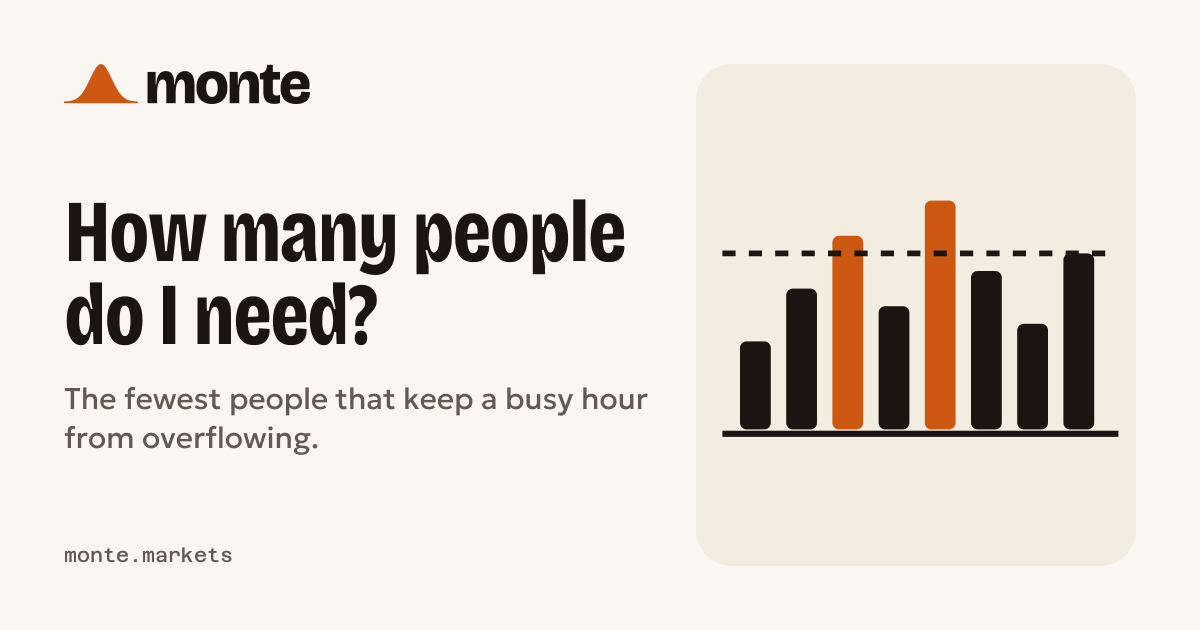 monte
How many people
do I need?
The fewest people that keep a busy hour
from overflowing.
monte.markets